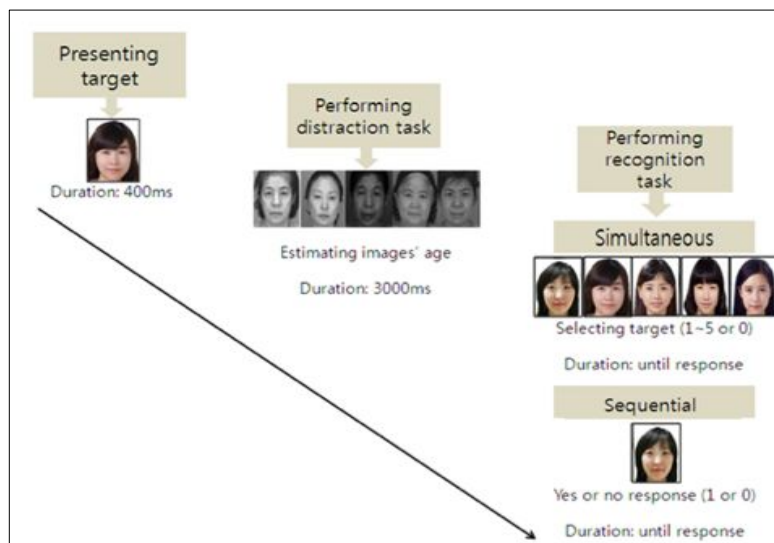 Presenting
target
Duration: 400ms
Performing
distraction task
Estimating images' age
Duration: 3000ms
Performing
recognition
task
Simultaneous
Selecting target (1~5 or 0)
Duration: until response
Sequential
Yes or no response (1 or 0)
Duration: until response